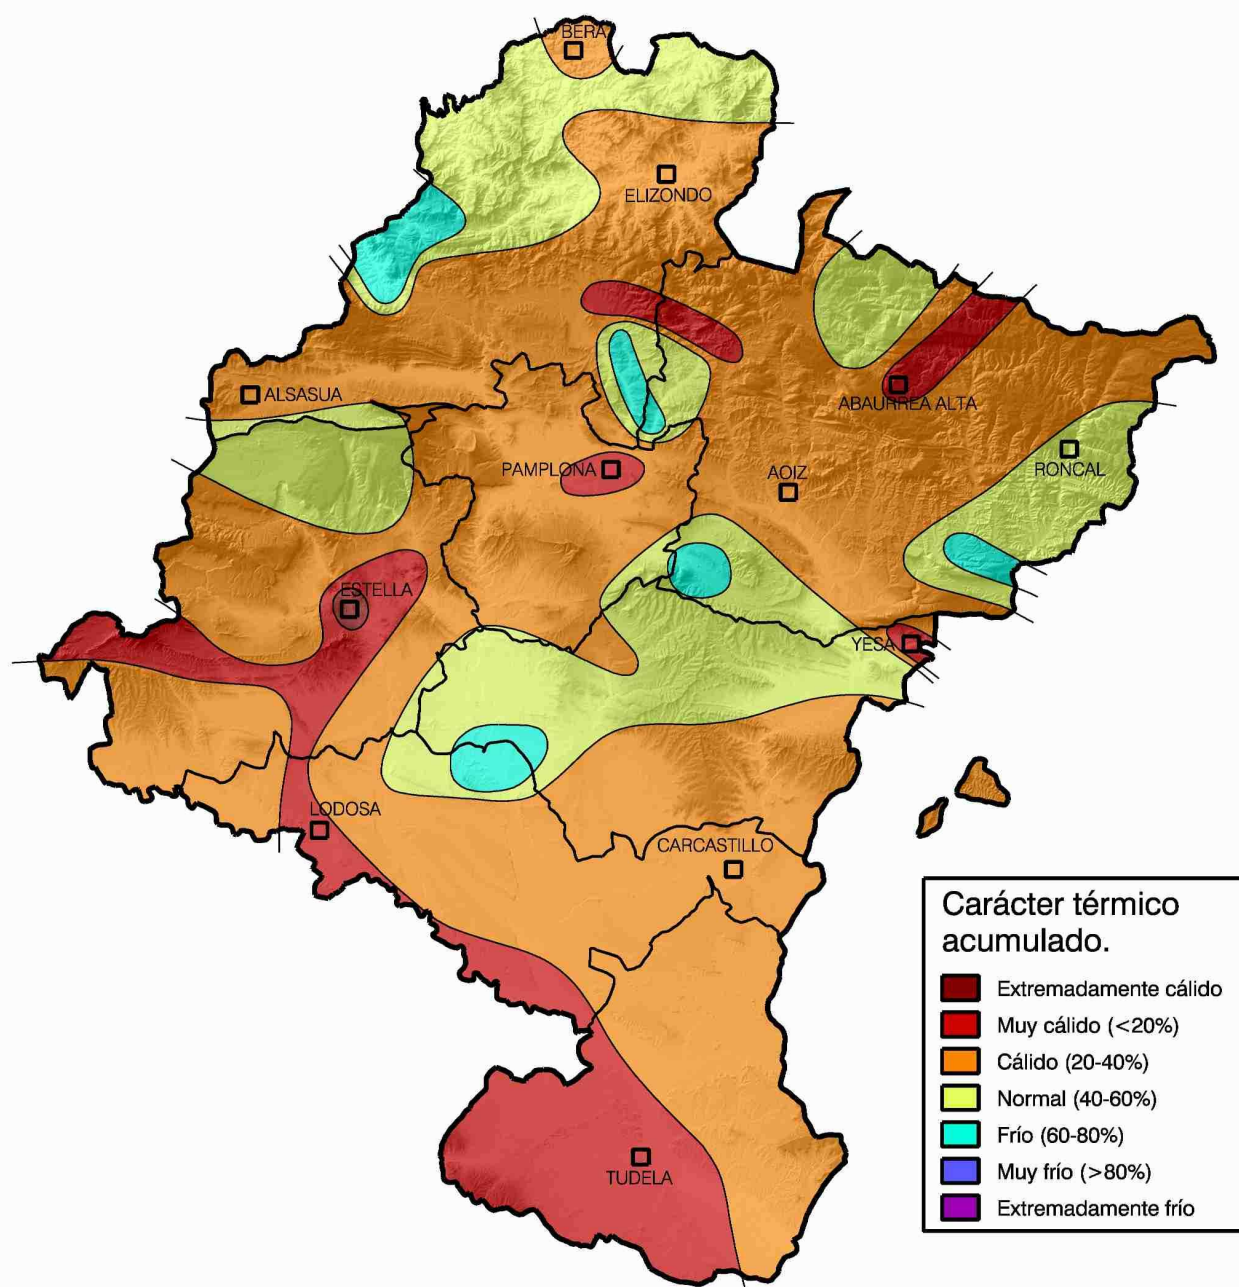 BERA
ELIZONDO
ALSASUA
ABAURREA ALTA
PAMPLONA
AOIZ
RONCAL
ESTELLA
YESA
LODOSA
CARCASTILLO
TUDELA
Carácter térmico
acumulado.
Extremadamente cálido
Muy cálido (<20%)
Cálido (20-40%)
Normal (40-60%)
Frío (60-80%)
Muy frío (>80%)
Extremadamente frío